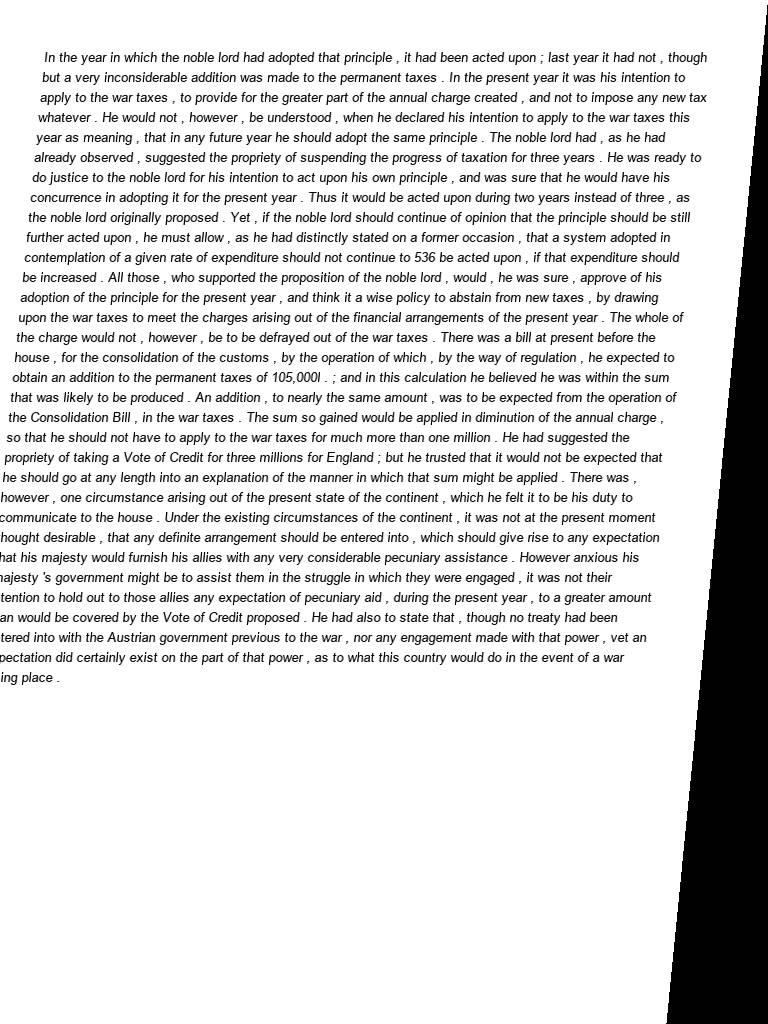 In the year in which the noble lord had adopted that principle , it had been acted upon ; last year it had not , though
but a very inconsiderable addition was made to the permanent taxes . In the present year it was his intention to
apply to the war taxes , to provide for the greater part of the annual charge created , and not to impose any new tax
whatever . He would not , however , be understood , when he declared his intention to apply to the war taxes this
year as meaning , that in any future year he should adopt the same principle . The noble lord had , as he had
already observed , suggested the propriety of suspending the progress of taxation for three years . He was ready to
do justice to the noble lord for his intention to act upon his own principle , and was sure that he would have his
concurrence in adopting it for the present year . Thus it would be acted upon during two years instead of three , as
the noble lord originally proposed . Yet , if the noble lord should continue of opinion that the principle should be still
further acted upon , he must allow , as he had distinctly stated on a former occasion , that a system adopted in
contemplation of a given rate of expenditure should not continue to 536 be acted upon , if that expenditure should
be increased . All those , who supported the proposition of the noble lord , would , he was sure , approve of his
adoption of the principle for the present year , and think it a wise policy to abstain from new taxes , by drawing
upon the war taxes to meet the charges arising out of the financial arrangements of the present year . The whole of
the charge would not , however , be to be defrayed out of the war taxes . There was a bill at present before the
house , for the consolidation of the customs , by the operation of which , by the way of regulation , he expected to
obtain an addition to the permanent taxes of 105,000l . ; and in this calculation he believed he was within the sum
that was likely to be produced . An addition , to nearly the same amount , was to be expected from the operation of
the Consolidation Bill , in the war taxes . The sum so gained would be applied in diminution of the annual charge ,
so that he should not have to apply to the war taxes for much more than one million . He had suggested the
propriety of taking a Vote of Credit for three millions for England ; but he trusted that it would not be expected that
he should go at any length into an explanation of the manner in which that sum might be applied . There was ,
however , one circumstance arising out of the present state of the continent , which he felt it to be his duty to
communicate to the house . Under the existing circumstances of the continent , it was not at the present moment
hought desirable , that any definite arrangement should be entered into , which should give rise to any expectation
hat his majesty would furnish his allies with any very considerable pecuniary assistance . However anxious his
najesty 's government might be to assist them in the struggle in which they were engaged , it was not their
tention to hold out to those allies any expectation of pecuniary aid , during the present year , to a greater amount
an would be covered by the Vote of Credit proposed . He had also to state that , though no treaty had been
tered into with the Austrian government previous to the war , nor any engagement made with that power , vet an
pectation did certainly exist on the part of that power , as to what this country would do in the event of a war
ing place .